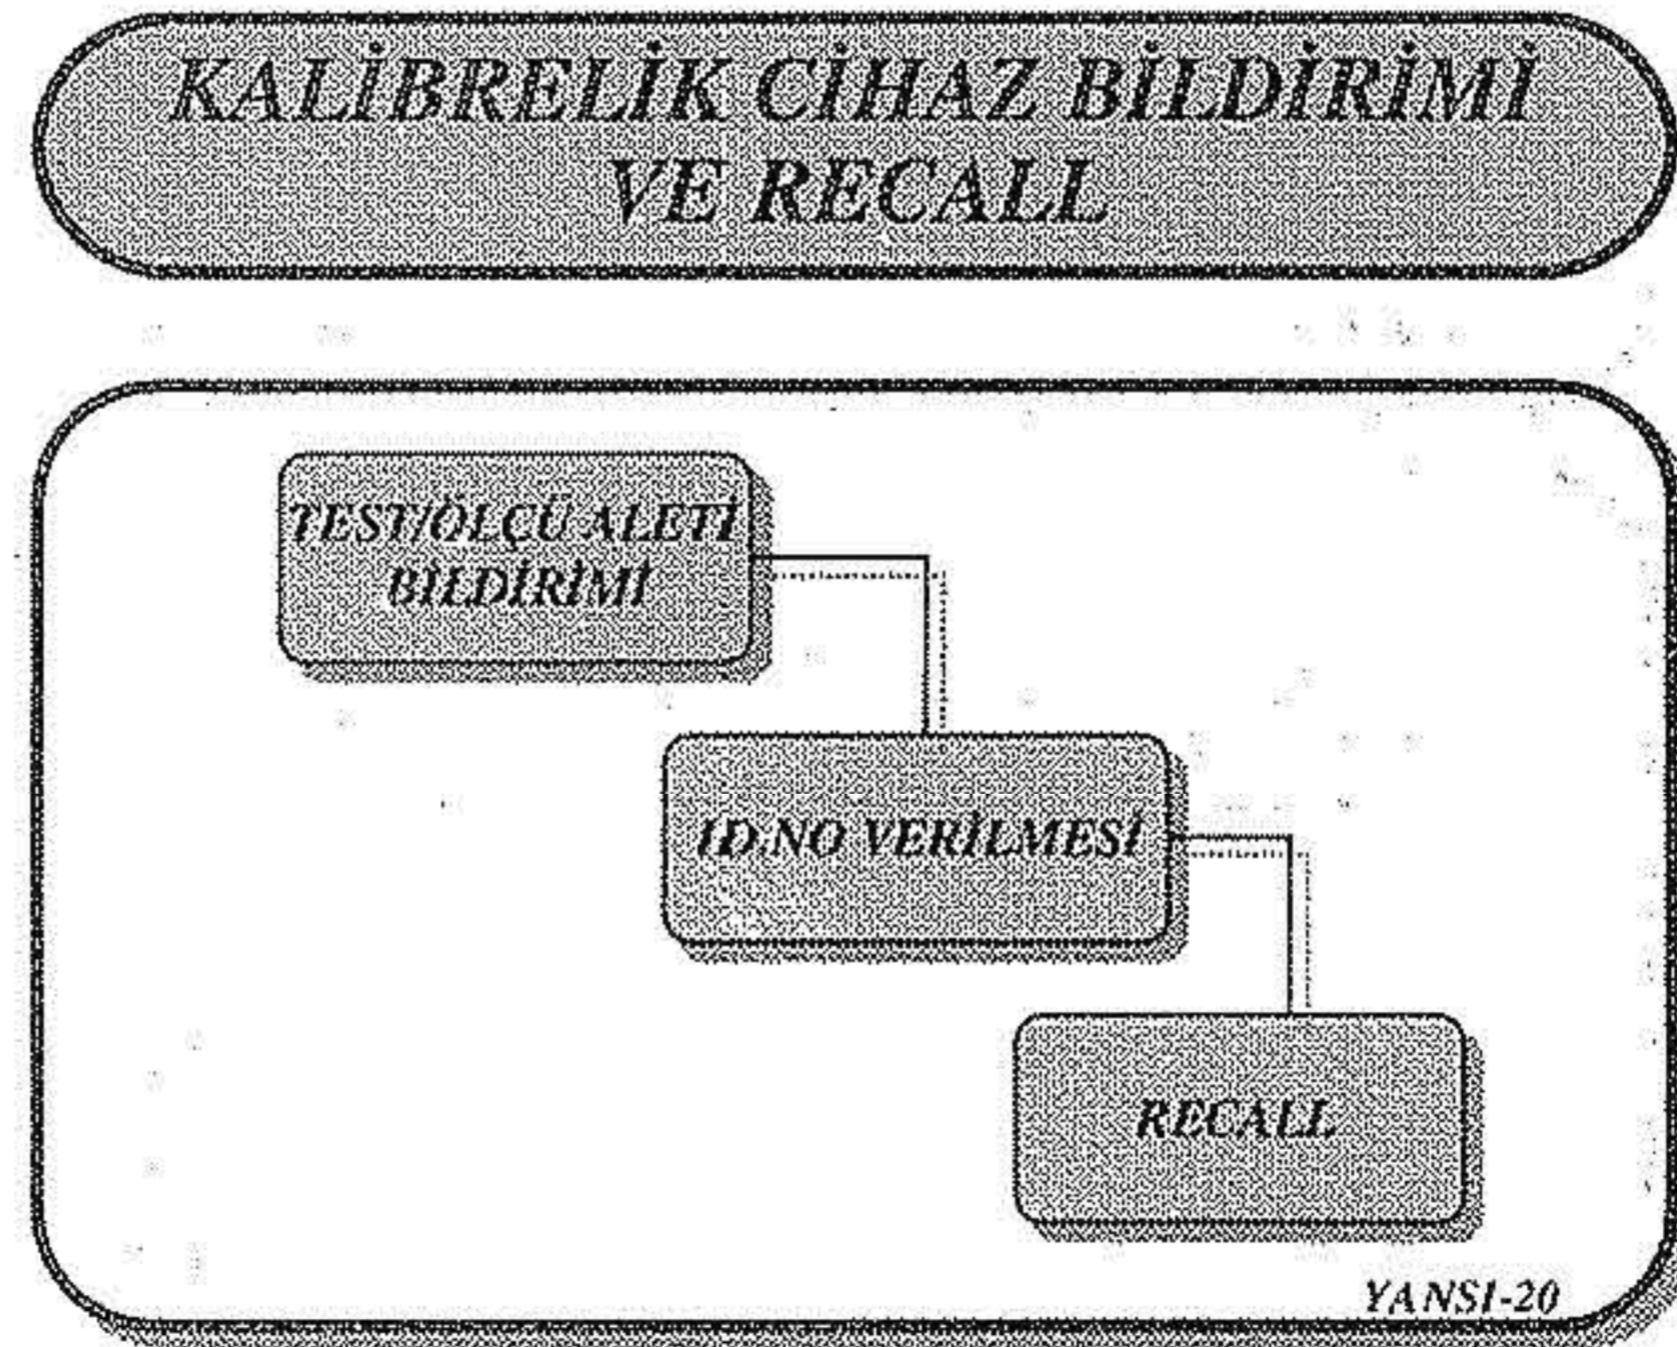 KALİBRELİK CİHAZ BİLDİRİMİ
VE RECALL
TEST/ÖLÇÜ ALETİ
BİLDİRİMİ
ID.NO VERİLMESİ
RECALL
YANSI-20